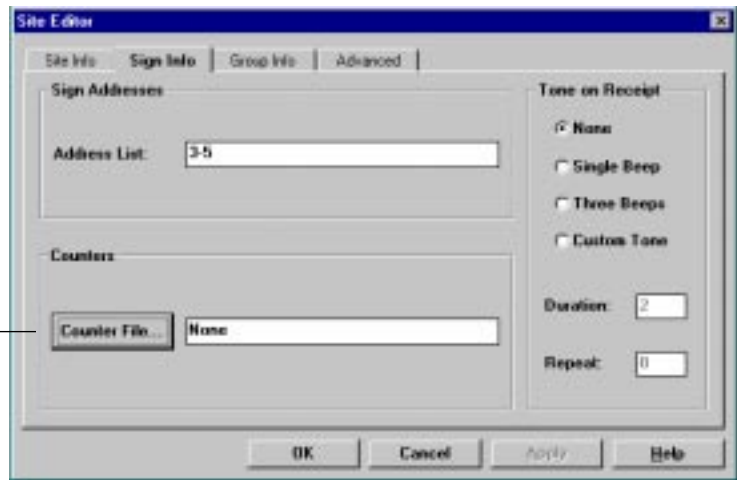 Site Editor
Site Info Sign Info Group Info Advanced
Sign Addresses
Address List: 3-5
Counters
Counter File... None
Tone on Receipt
None
Single Beep
Three Beeps
Custom Tone
Duration: 2
Repeat: 0
OK Cancel Apply Help